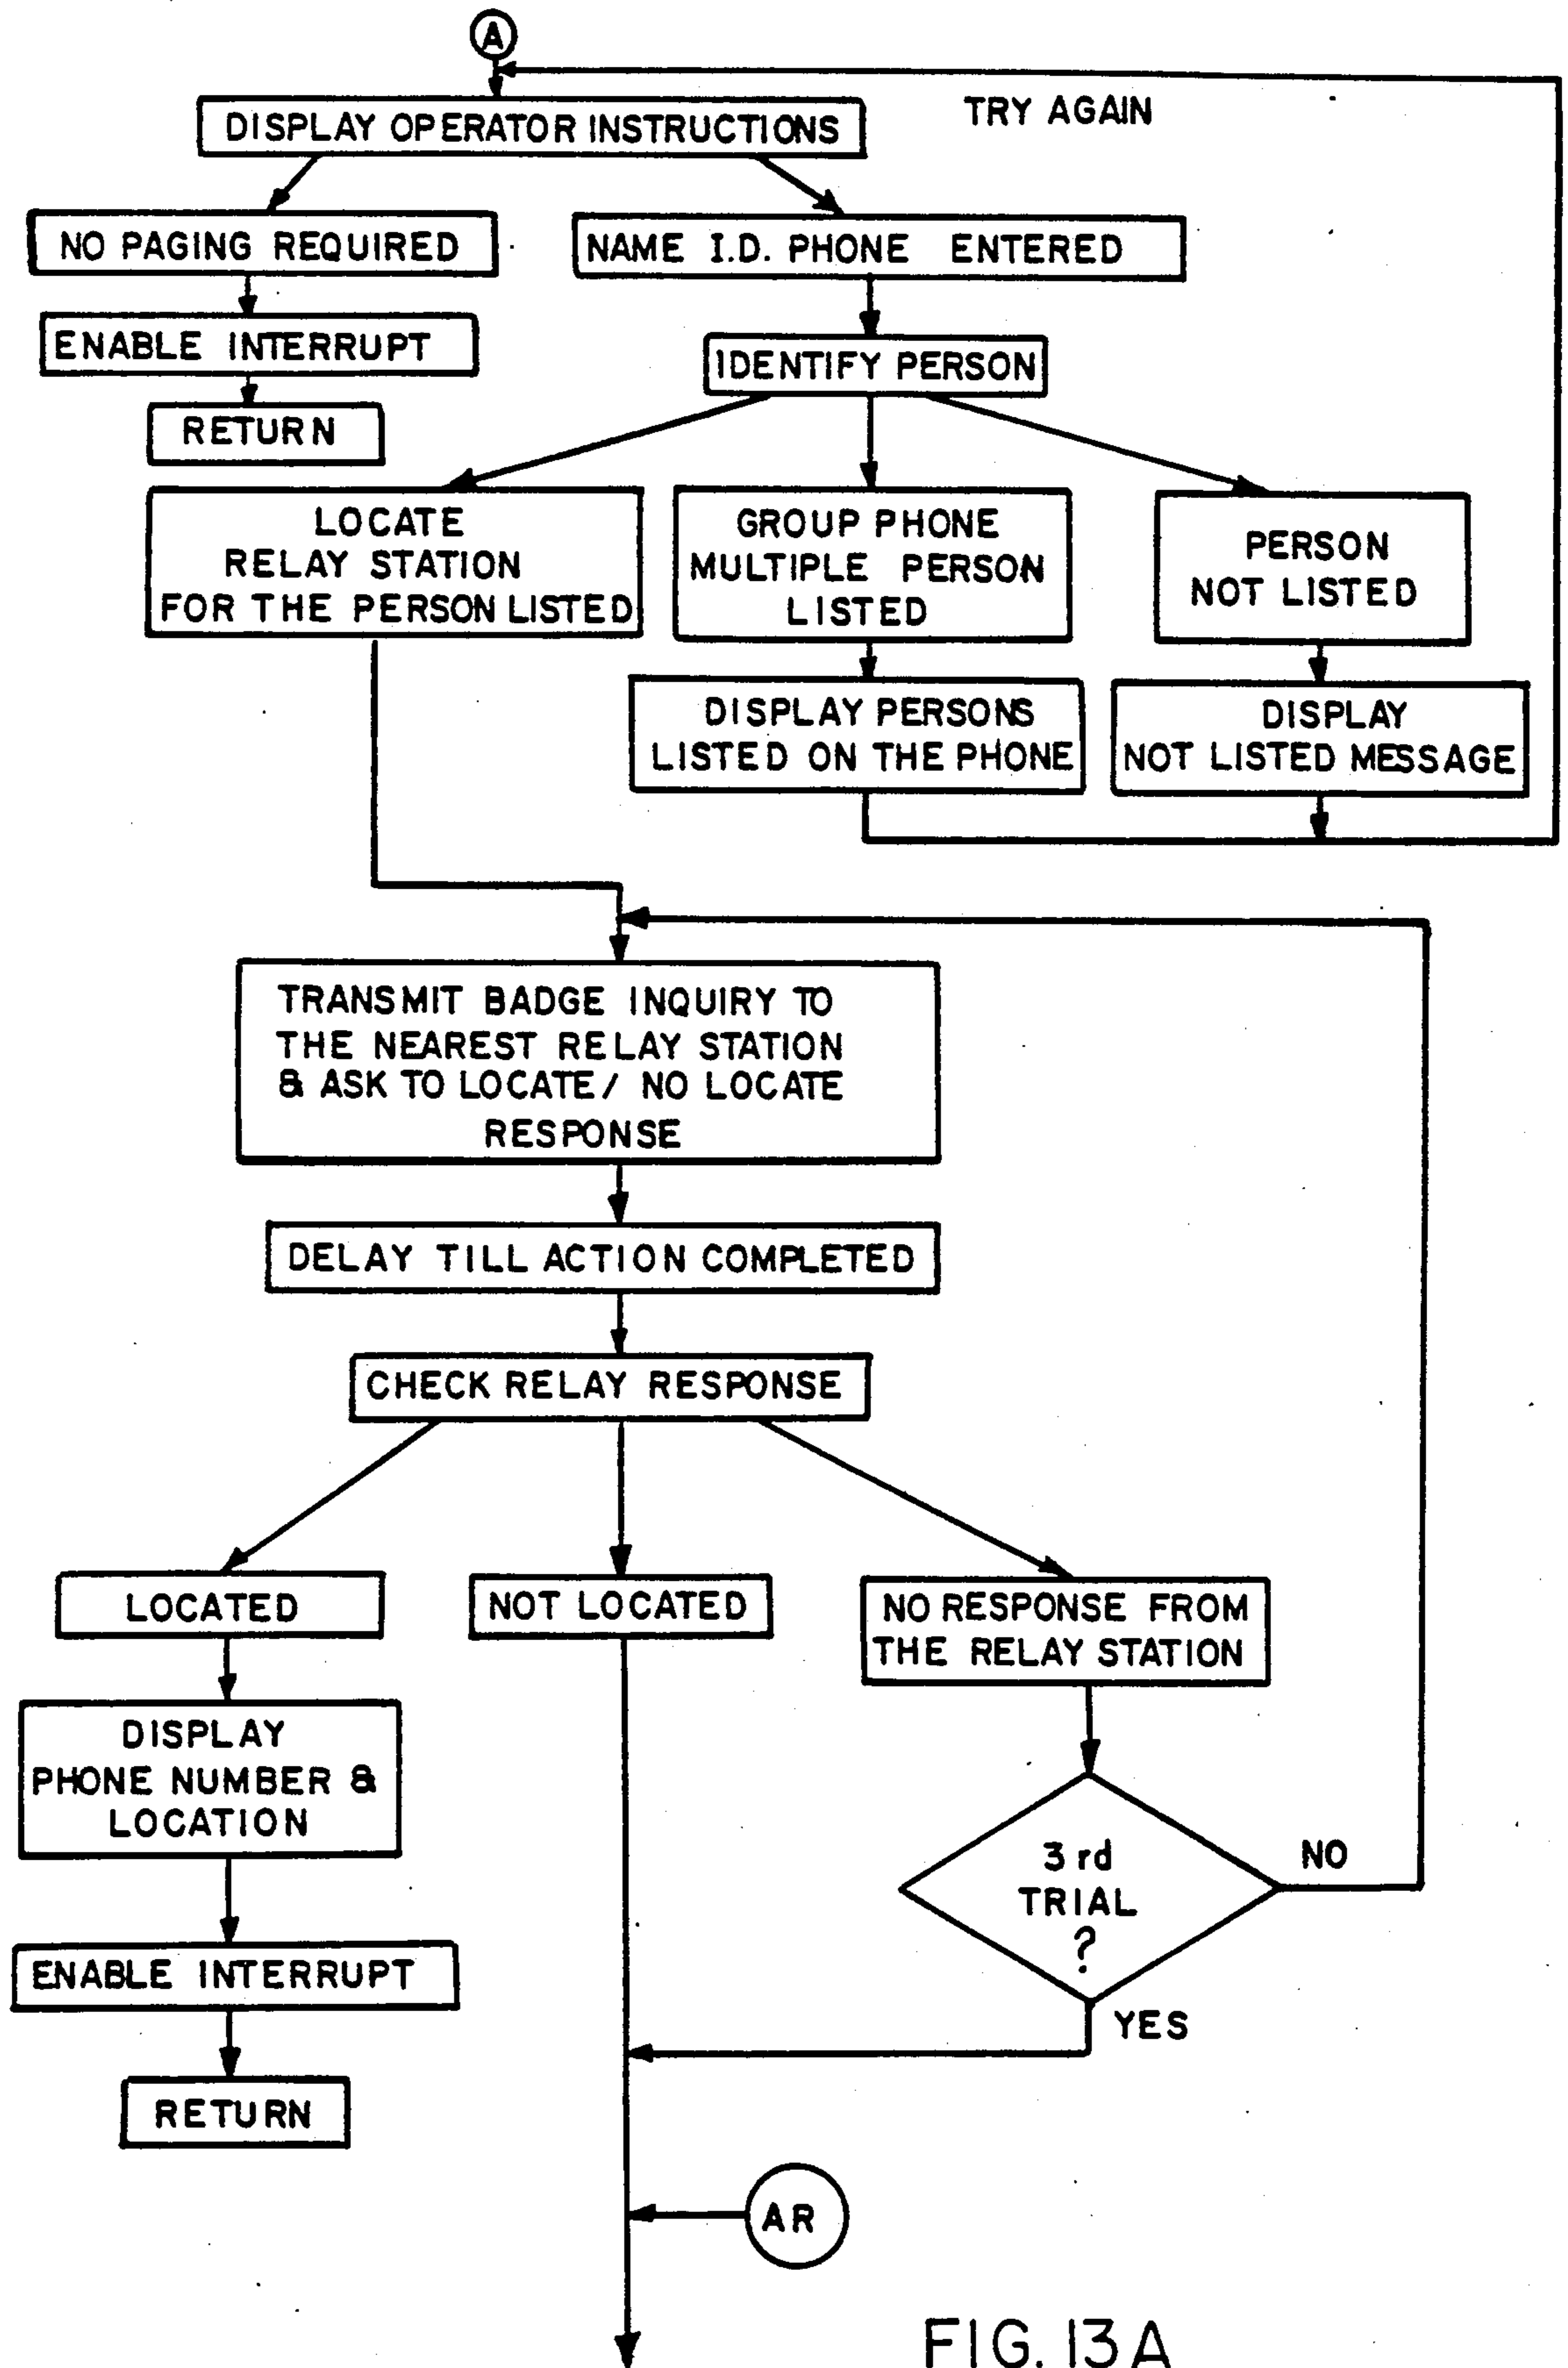 A
TRY AGAIN
DISPLAY OPERATOR INSTRUCTIONS
NO PAGING REQUIRED
NAME I.D. PHONE ENTERED
ENABLE INTERRUPT
IDENTIFY PERSON
RETURN
LOCATE
RELAY STATION
FOR THE PERSON LISTED
GROUP PHONE
MULTIPLE PERSON
LISTED
PERSON
NOT LISTED
DISPLAY PERSONS
LISTED ON THE PHONE
DISPLAY
NOT LISTED MESSAGE
TRANSMIT BADGE INQUIRY TO
THE NEAREST RELAY STATION
& ASK TO LOCATE / NO LOCATE
RESPONSE
DELAY TILL ACTION COMPLETED
CHECK RELAY RESPONSE
LOCATED
NOT LOCATED
NO RESPONSE FROM
THE RELAY STATION
DISPLAY
PHONE NUMBER &
LOCATION
3 rd
TRIAL
?
NO
YES
ENABLE INTERRUPT
RETURN
AR
FIG. 13A